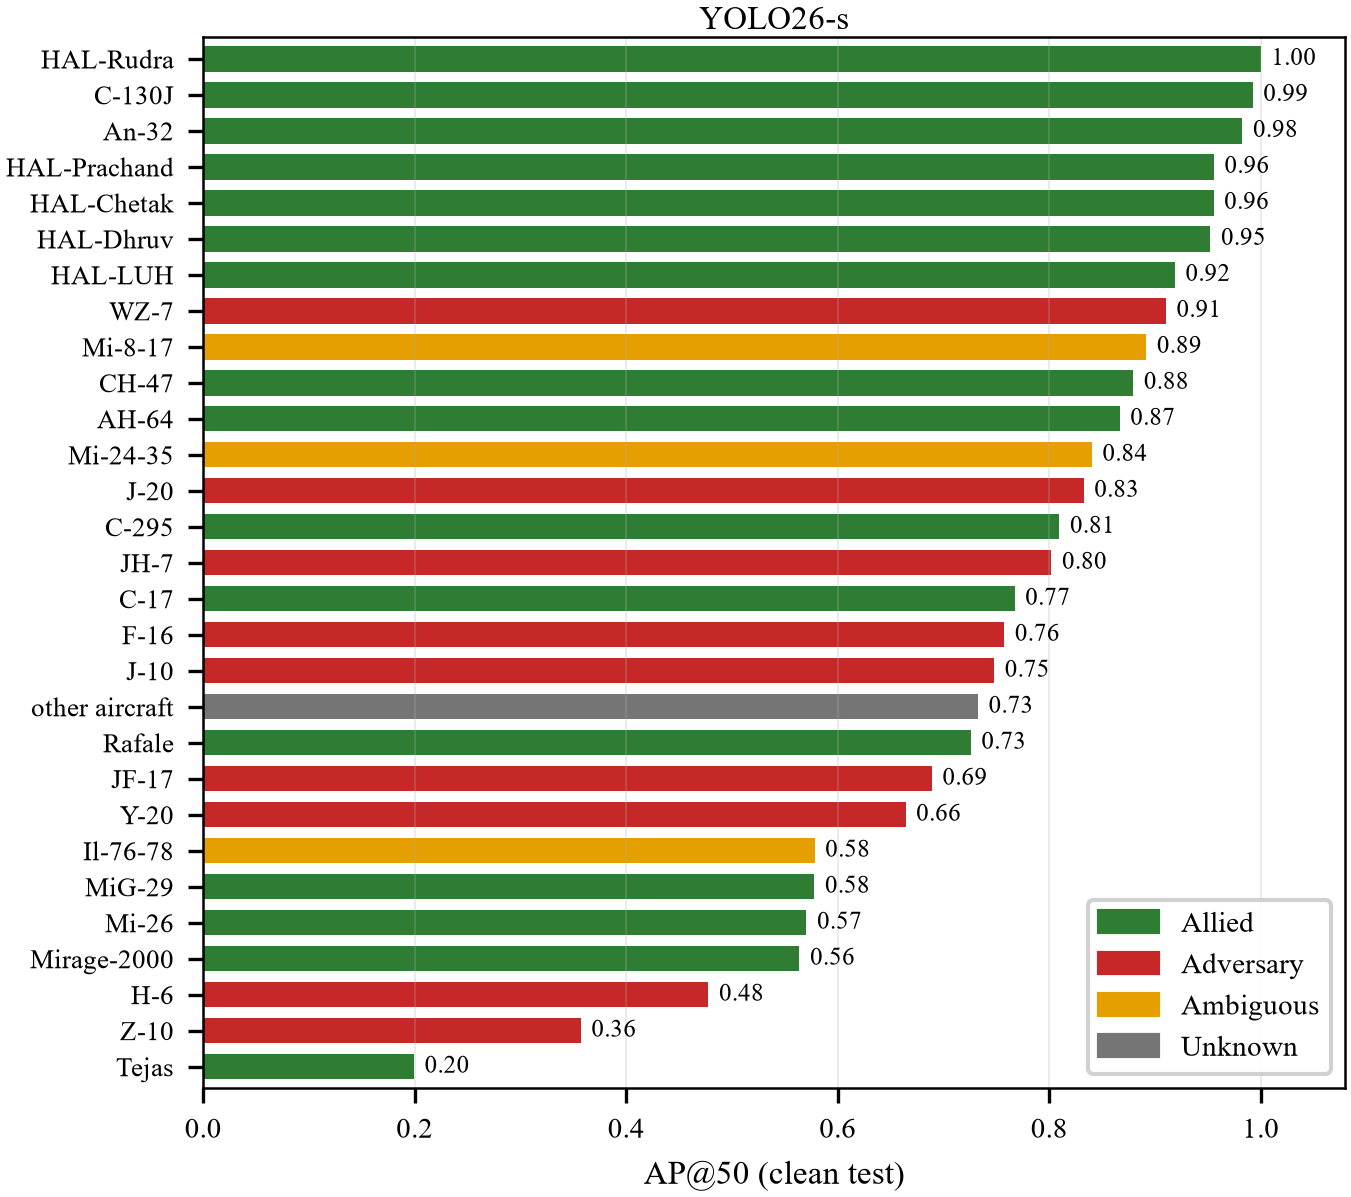 YOLO26-s
HAL-Rudra 1.00
C-130J 0.99
An-32 0.98
HAL-Prachand 0.96
HAL-Chetak 0.96
HAL-Dhruv 0.95
HAL-LUH 0.92
WZ-7 0.91
Mi-8-17 0.89
CH-47 0.88
AH-64 0.87
Mi-24-35 0.84
J-20 0.83
C-295 0.81
JH-7 0.80
C-17 0.77
F-16 0.76
J-10 0.75
other aircraft 0.73
Rafale 0.73
JF-17 0.69
Y-20 0.66
Il-76-78 0.58
MiG-29 0.58
Mi-26 0.57
Mirage-2000 0.56
H-6 0.48
Z-10 0.36
Tejas 0.20
Allied
Adversary
Ambiguous
Unknown
0.0 0.2 0.4 0.6 0.8 1.0
AP@50 (clean test)